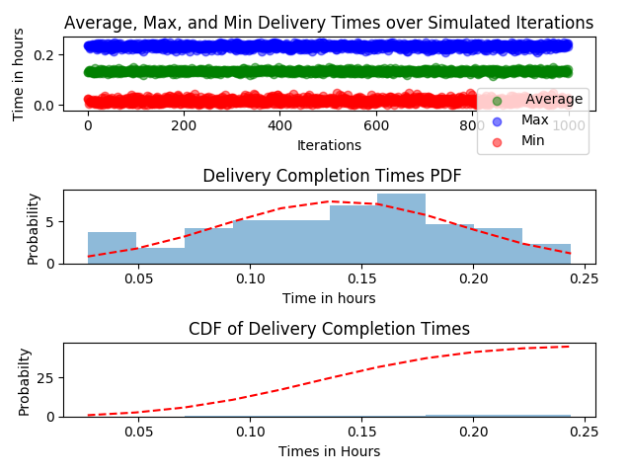 Average, Max, and Min Delivery Times over Simulated Iterations
Time in hours
0.2
0.0
0 200 400 600 800 1000
Iterations
Average
Max
Min
Delivery Completion Times PDF
Probability
5
0
0.05 0.10 0.15 0.20 0.25
Time in hours
CDF of Delivery Completion Times
Probabilty
25
0
0.05 0.10 0.15 0.20 0.25
Times in Hours